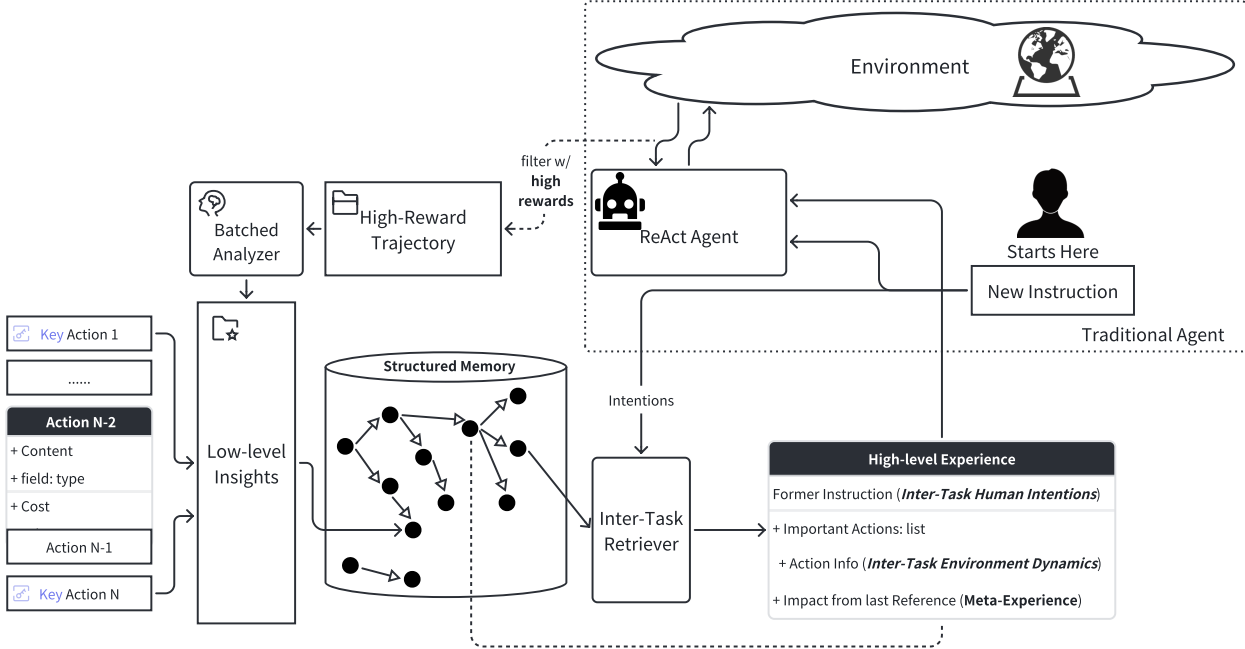 Environment
filter w/
high
rewards
Batched
Analyzer
High-Reward
Trajectory
ReAct Agent
Starts Here
New Instruction
Traditional Agent
Key Action 1
......
Action N-2
+ Content
+ field: type
+ Cost
Action N-1
Key Action N
Low-level
Insights
Structured Memory
Intentions
Inter-Task
Retriever
High-level Experience
Former Instruction (Inter-Task Human Intentions)
+ Important Actions: list
+ Action Info (Inter-Task Environment Dynamics)
+ Impact from last Reference (Meta-Experience)